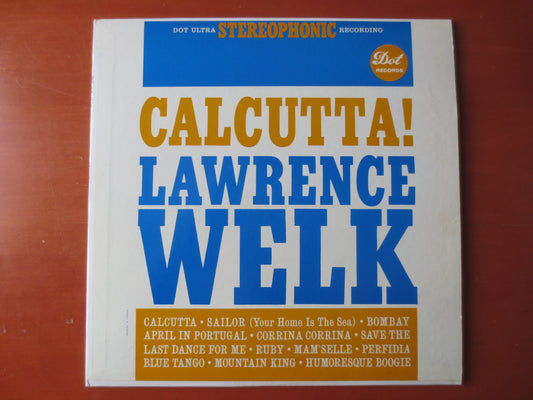 DOT ULTRA STEREOPHONIC RECORDING
Dot
RECORDS
CALCUTTA!
LAWRENCE
WELK
CALCUTTA • SAILOR (Your Home Is The Sea) • BOMBAY
APRIL IN PORTUGAL • CORRINA CORRINA • SAVE THE
LAST DANCE FOR ME • RUBY • MAM'SELLE • PERFIDIA
BLUE TANGO • MOUNTAIN KING • HUMORESQUE BOOGIE